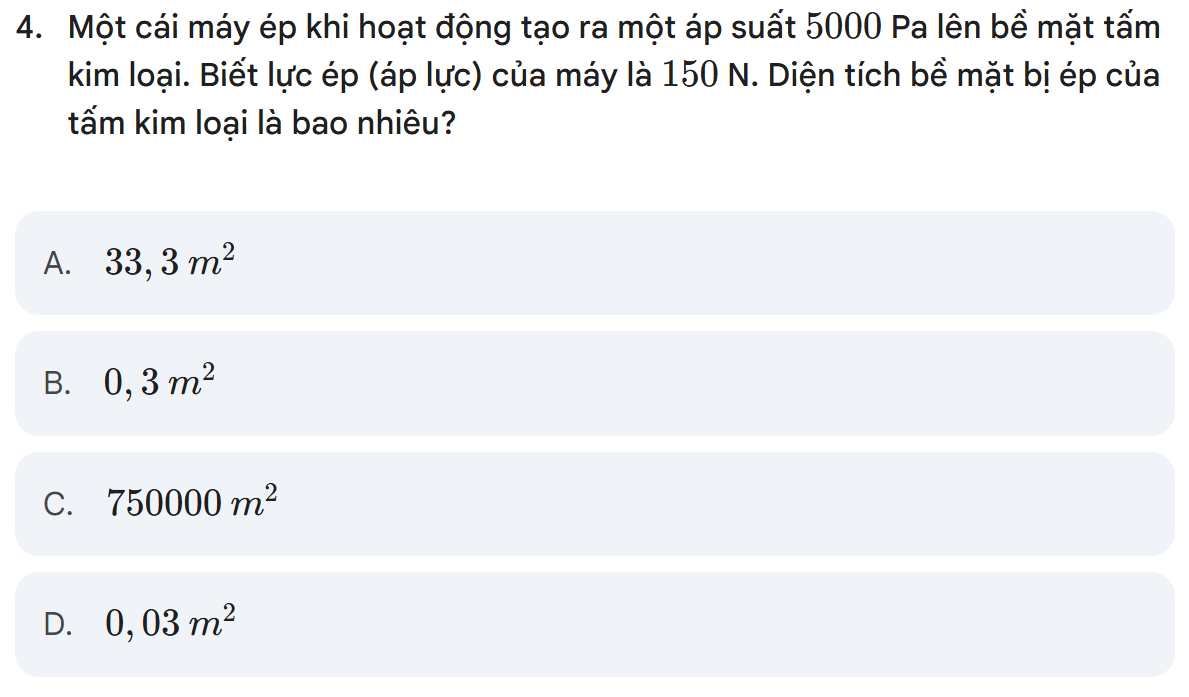 4. Một cái máy ép khi hoạt động tạo ra một áp suất 5000 Pa lên bề mặt tấm
kim loại. Biết lực ép (áp lực) của máy là 150 N. Diện tích bề mặt bị ép của
tấm kim loại là bao nhiêu?
A. 33, 3 m²
B. 0, 3 m²
C. 750000 m²
D. 0, 03 m²